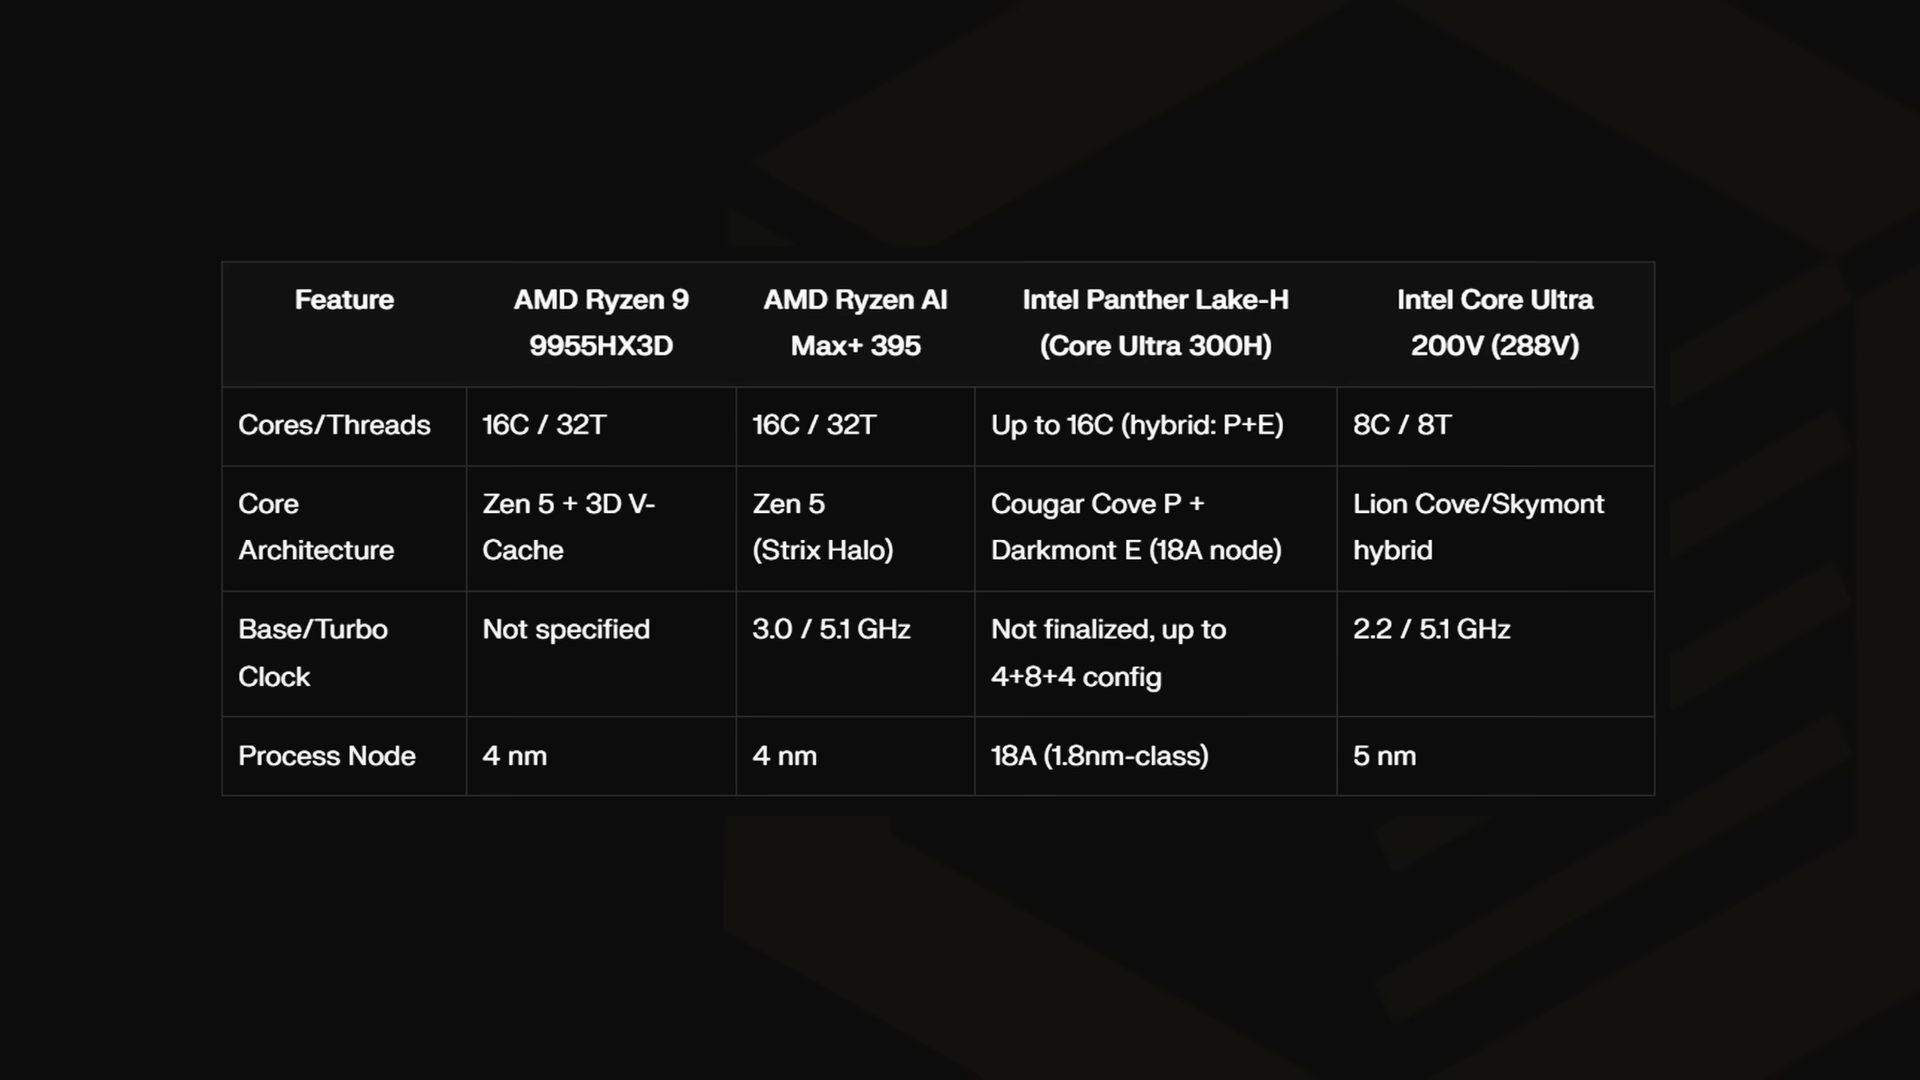 Feature
AMD Ryzen 9
9955HX3D
AMD Ryzen AI
Max+ 395
Intel Panther Lake-H
(Core Ultra 300H)
Intel Core Ultra
200V (288V)
Cores/Threads
16C / 32T
16C / 32T
Up to 16C (hybrid: P+E)
8C / 8T
Core
Architecture
Zen 5 + 3D V-
Cache
Zen 5
(Strix Halo)
Cougar Cove P +
Darkmont E (18A node)
Lion Cove/Skymont
hybrid
Base/Turbo
Clock
Not specified
3.0 / 5.1 GHz
Not finalized, up to
4+8+4 config
2.2 / 5.1 GHz
Process Node
4 nm
4 nm
18A (1.8nm-class)
5 nm